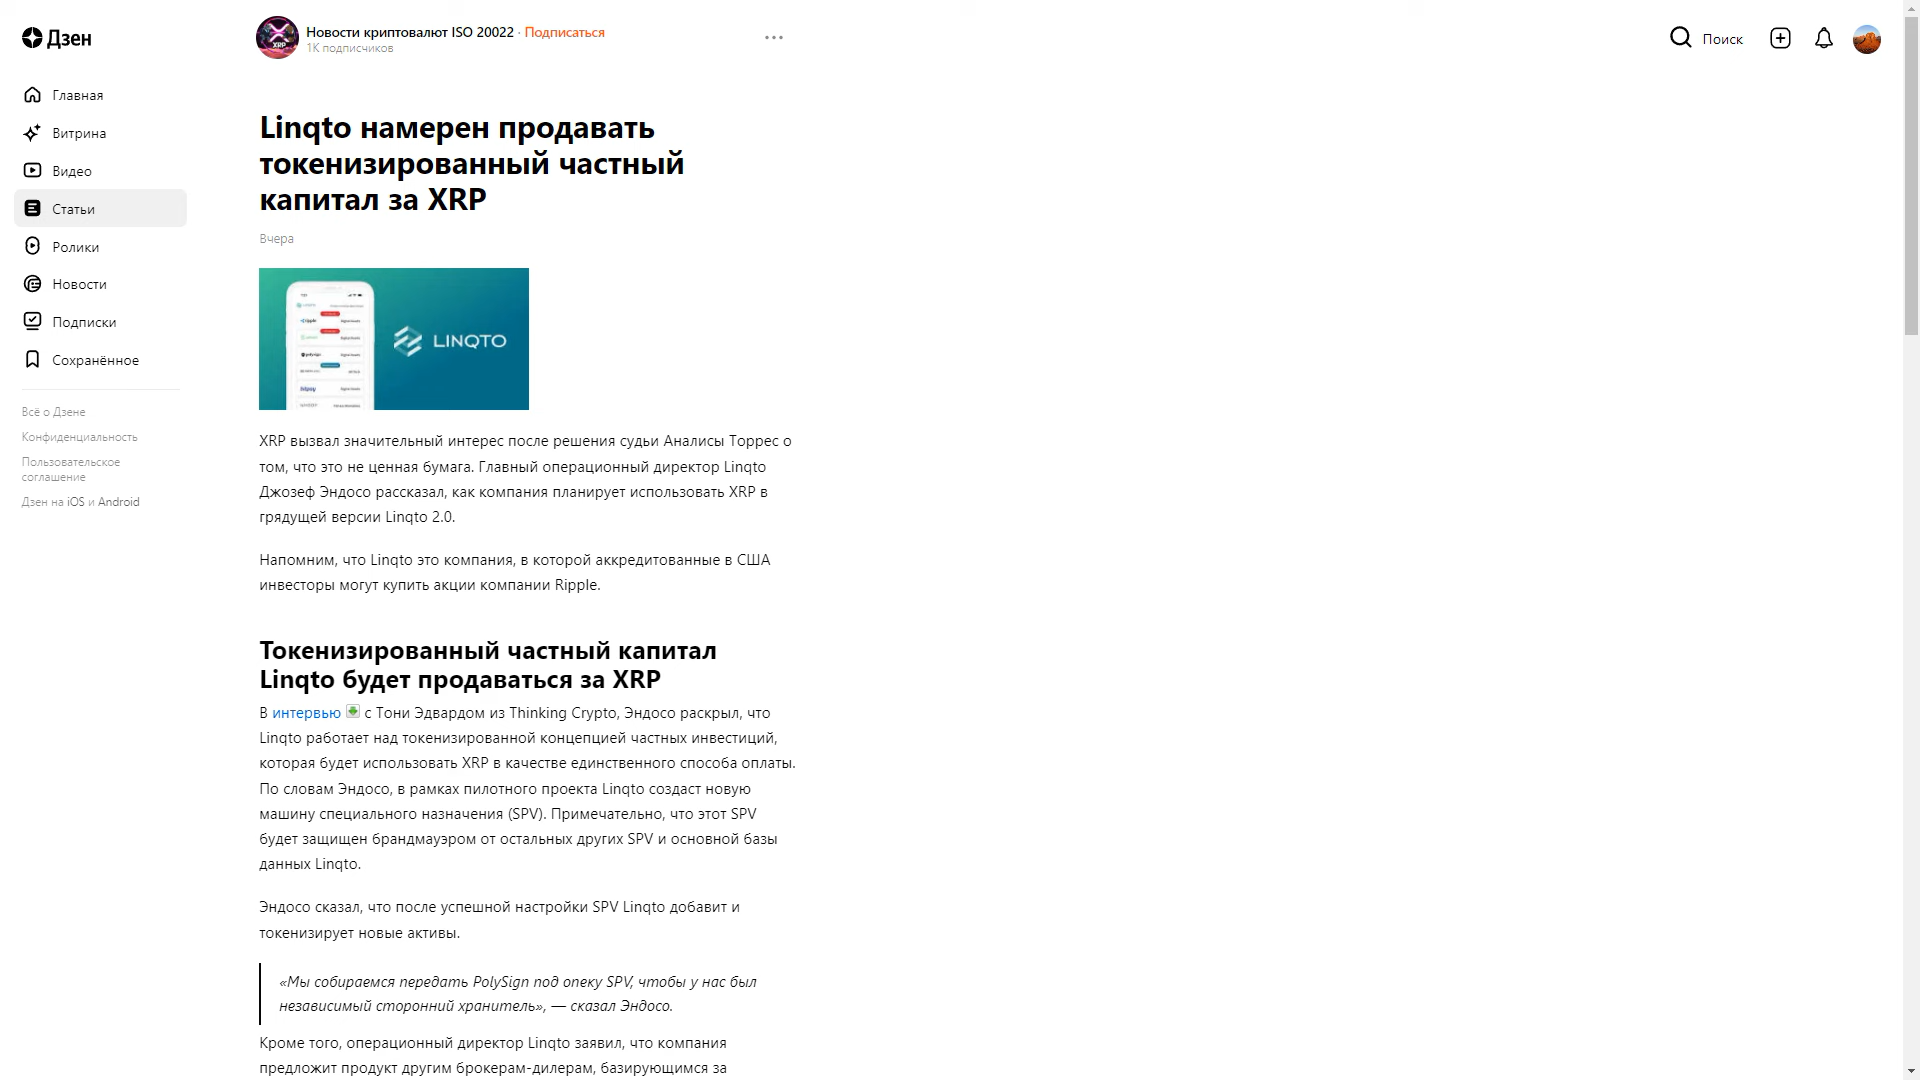 Дзен
Главная
Витрина
Видео
Статьи
Ролики
Новости
Подписки
Сохранённое
Всё о Дзене
Конфиденциальность
Пользовательское
соглашение
Дзен на iOS и Android
XRP
Новости криптовалют ISO 20022 · Подписаться
1K подписчиков
Поиск
Linqto намерен продавать
токенизированный частный
капитал за XRP
Вчера
LINQTO
XRP вызвал значительный интерес после решения судьи Аналисы Торрес о
том, что это не ценная бумага. Главный операционный директор Linqto
Джозеф Эндосо рассказал, как компания планирует использовать XRP в
грядущей версии Linqto 2.0.
Напомним, что Linqto это компания, в которой аккредитованные в США
инвесторы могут купить акции компании Ripple.
Токенизированный частный капитал
Linqto будет продаваться за XRP
В интервью с Тони Эдвардом из Thinking Crypto, Эндосо раскрыл, что
Linqto работает над токенизированной концепцией частных инвестиций,
которая будет использовать XRP в качестве единственного способа оплаты.
По словам Эндосо, в рамках пилотного проекта Linqto создаст новую
машину специального назначения (SPV). Примечательно, что этот SPV
будет защищен брандмауэром от остальных других SPV и основной базы
данных Linqto.
Эндосо сказал, что после успешной настройки SPV Linqto добавит и
токенизирует новые активы.
«Мы собираемся передать PolySign под опеку SPV, чтобы у нас был
независимый сторонний хранитель», — сказал Эндосо.
Кроме того, операционный директор Linqto заявил, что компания
предложит продукт другим брокерам-дилерам, базирующимся за